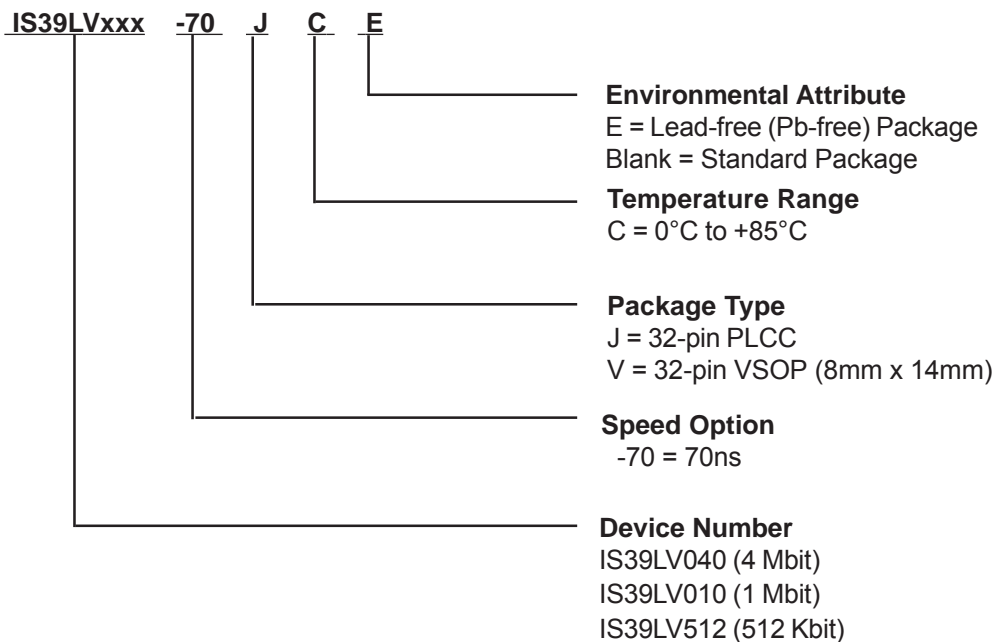 IS39LVxxx -70 J C E
Environmental Attribute
E = Lead-free (Pb-free) Package
Blank = Standard Package
Temperature Range
C = 0°C to +85°C
Package Type
J = 32-pin PLCC
V = 32-pin VSOP (8mm x 14mm)
Speed Option
-70 = 70ns
Device Number
IS39LV040 (4 Mbit)
IS39LV010 (1 Mbit)
IS39LV512 (512 Kbit)